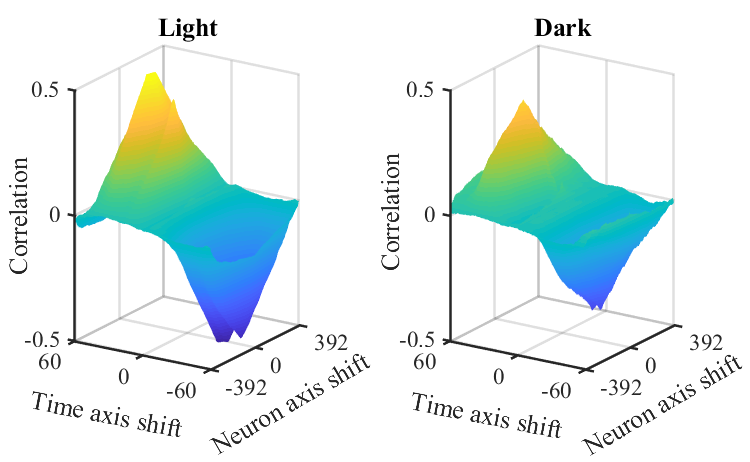 Light
0.5
0
-0.5
Correlation
60
0
-60
Time axis shift
-392
0
392
Neuron axis shift
Dark
0.5
0
-0.5
Correlation
60
0
-60
Time axis shift
-392
0
392
Neuron axis shift